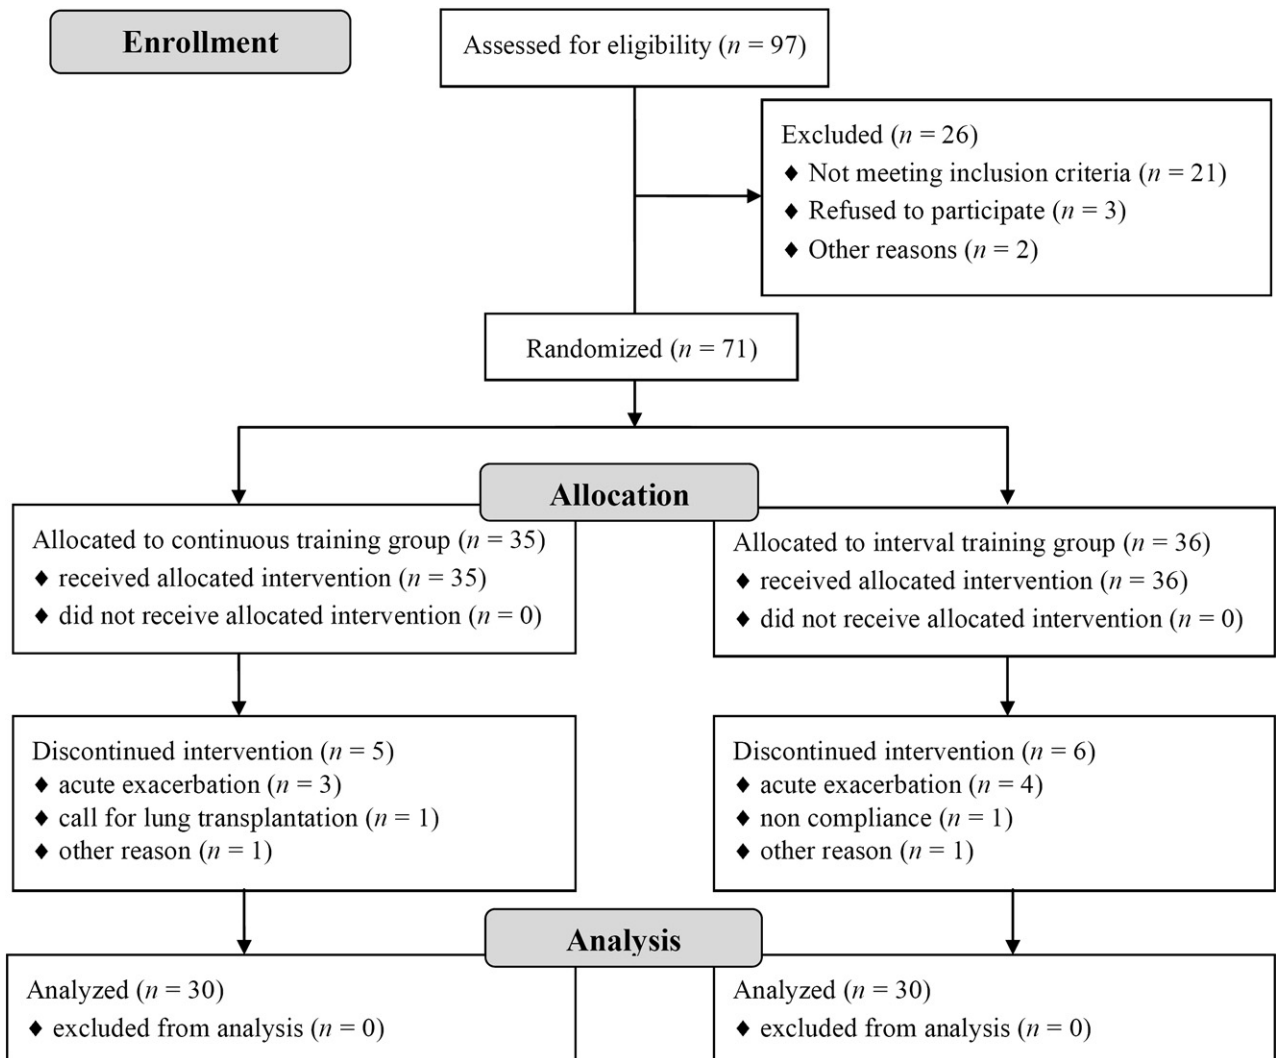 Enrollment
Assessed for eligibility (n = 97)
Excluded (n = 26)
♦ Not meeting inclusion criteria (n = 21)
♦ Refused to participate (n = 3)
♦ Other reasons (n = 2)
Randomized (n = 71)
Allocation
Allocated to continuous training group (n = 35)
♦ received allocated intervention (n = 35)
♦ did not receive allocated intervention (n = 0)
Allocated to interval training group (n = 36)
♦ received allocated intervention (n = 36)
♦ did not receive allocated intervention (n = 0)
Discontinued intervention (n = 5)
♦ acute exacerbation (n = 3)
♦ call for lung transplantation (n = 1)
♦ other reason (n = 1)
Discontinued intervention (n = 6)
♦ acute exacerbation (n = 4)
♦ non compliance (n = 1)
♦ other reason (n = 1)
Analysis
Analyzed (n = 30)
♦ excluded from analysis (n = 0)
Analyzed (n = 30)
♦ excluded from analysis (n = 0)